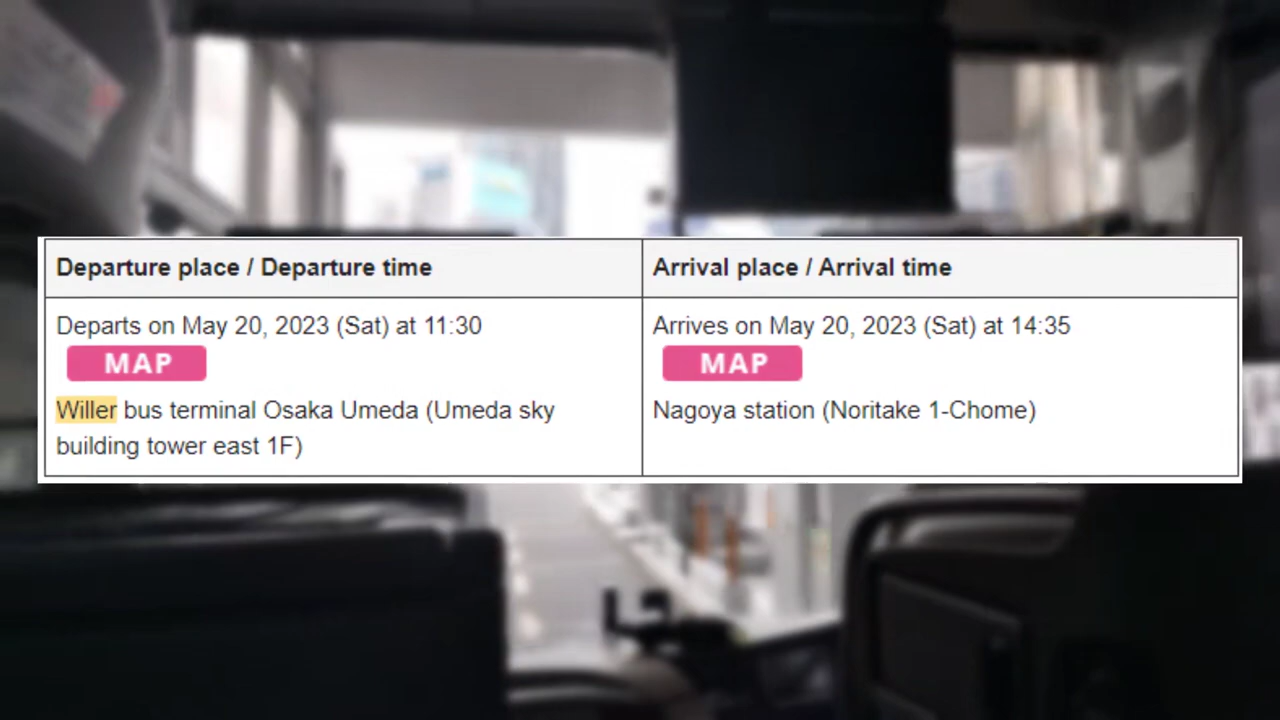 Departure place / Departure time
Arrival place / Arrival time
Departs on May 20, 2023 (Sat) at 11:30
MAP
Willer bus terminal Osaka Umeda (Umeda sky
building tower east 1F)
Arrives on May 20, 2023 (Sat) at 14:35
MAP
Nagoya station (Noritake 1-Chome)